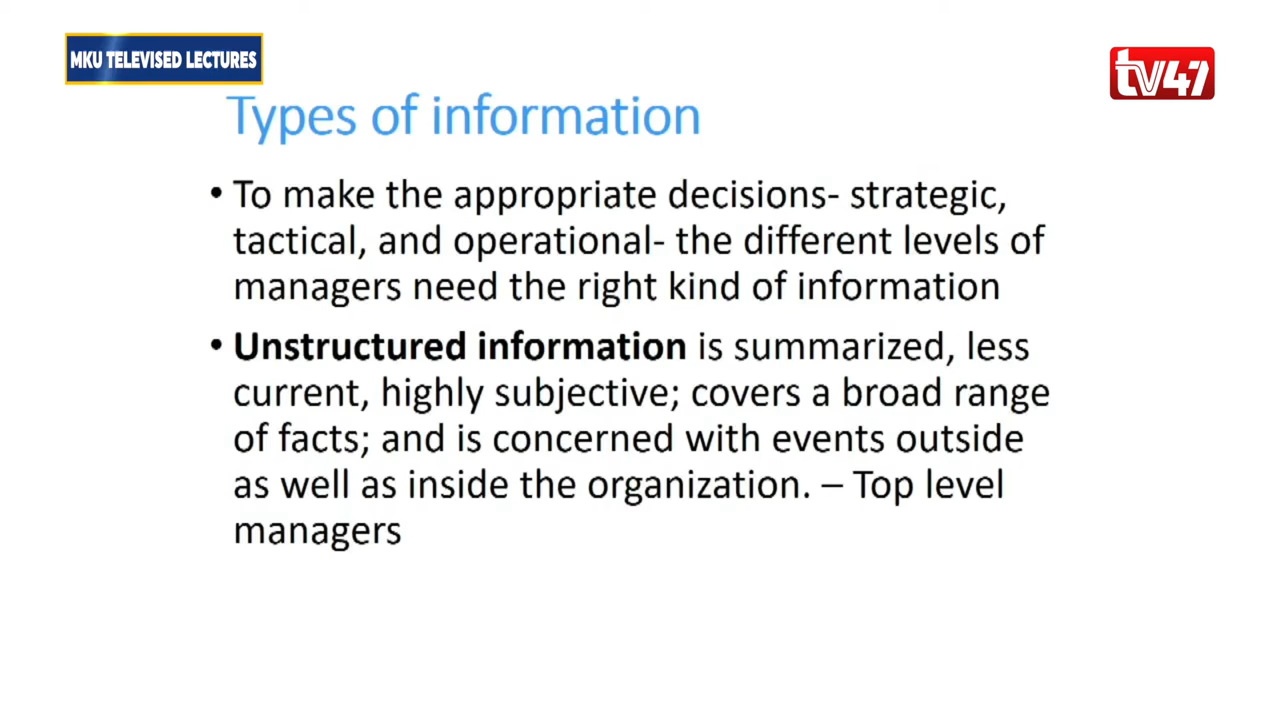 MKU TELEVISED LECTURES
tv47
Types of information
• To make the appropriate decisions- strategic,
tactical, and operational- the different levels of
managers need the right kind of information
• Unstructured information is summarized, less
current, highly subjective; covers a broad range
of facts; and is concerned with events outside
as well as inside the organization. – Top level
managers